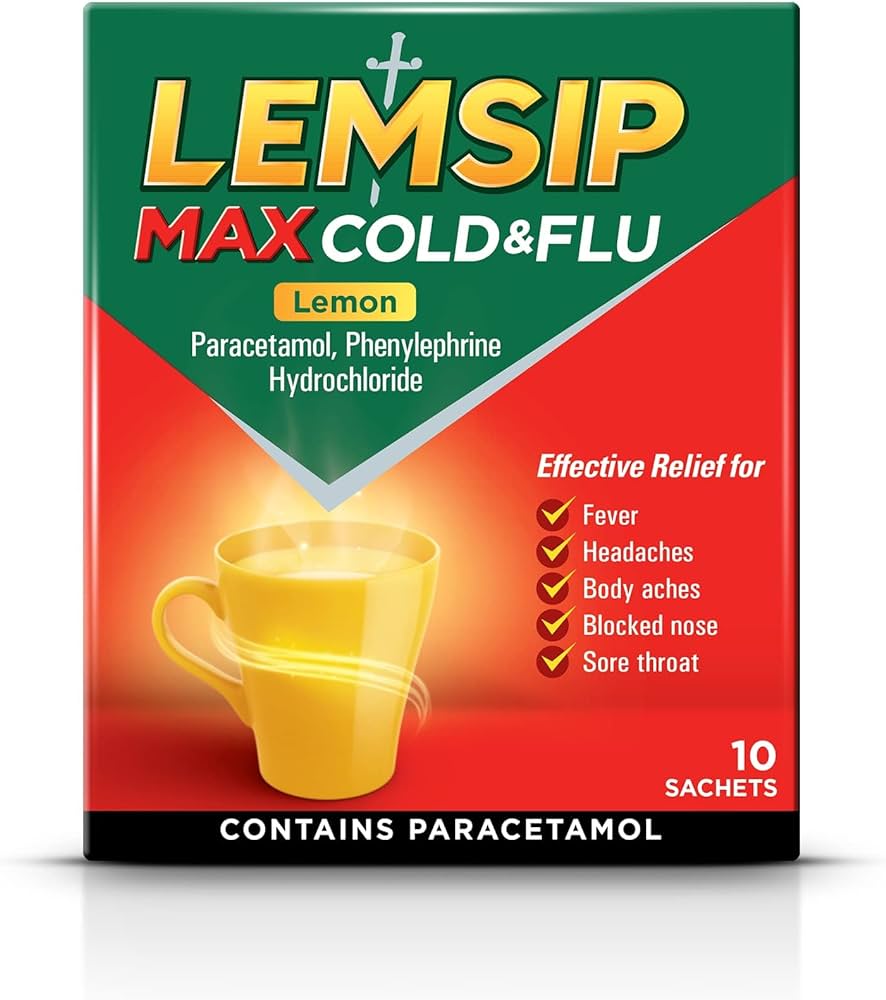 LEMSIP
MAX COLD&FLU
Lemon
Paracetamol, Phenylephrine
Hydrochloride
Effective Relief for
Fever
Headaches
Body aches
Blocked nose
Sore throat
10
SACHETS
CONTAINS PARACETAMOL